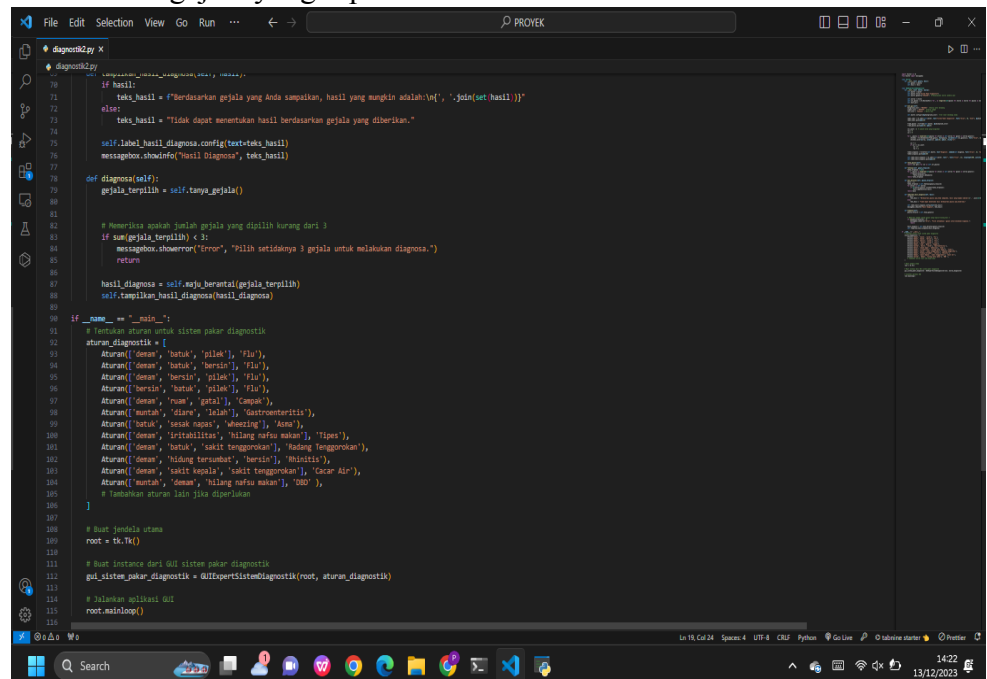 File Edit Selection View Go Run ... PROYEK
diagnostik2.py
diagnostik2.py
70 if hasil:
71 teks_hasil = f"Berdasarkan gejala yang Anda sampaikan, hasil yang mungkin adalah:\n{', '.join(set(hasil))}"
72 else:
73 teks_hasil = "Tidak dapat menentukan hasil berdasarkan gejala yang diberikan."
74
75 self.label_hasil_diagnosa.config(text=teks_hasil)
76 messagebox.showinfo("Hasil Diagnosa", teks_hasil)
77
78 def diagnosa(self):
79 gejala_terpilih = self.tanya_gejala()
80
81
82 # Memeriksa apakah jumlah gejala yang dipilih kurang dari 3
83 if sum(gejala_terpilih) < 3:
84 messagebox.showerror("Error", "Pilih setidaknya 3 gejala untuk melakukan diagnosa.")
85 return
86
87 hasil_diagnosa = self.maju_berantai(gejala_terpilih)
88 self.tampilkan_hasil_diagnosa(hasil_diagnosa)
89
90 if __name__ == "__main__":
91 # Tentukan aturan untuk sistem pakar diagnostik
92 aturan_diagnostik = [
93 Aturan(['demam', 'batuk', 'pilek'], 'Flu'),
94 Aturan(['demam', 'batuk', 'bersin'], 'Flu'),
95 Aturan(['demam', 'bersin', 'pilek'], 'Flu'),
96 Aturan(['bersin', 'batuk', 'pilek'], 'Flu'),
97 Aturan(['demam', 'ruam', 'gatal'], 'Campak'),
98 Aturan(['muntah', 'diare', 'lelah'], 'Gastroenteritis'),
99 Aturan(['batuk', 'sesak napas', 'wheezing'], 'Asma'),
100 Aturan(['demam', 'iritabilitas', 'hilang nafsu makan'], 'Tipes'),
101 Aturan(['demam', 'batuk', 'sakit tenggorokan'], 'Radang Tenggorokan'),
102 Aturan(['demam', 'hidung tersumbat', 'bersin'], 'Rhinitis'),
103 Aturan(['demam', 'sakit kepala', 'sakit tenggorokan'], 'Cacar Air'),
104 Aturan(['muntah', 'demam', 'hilang nafsu makan'], 'DBD' ),
105 # Tambahkan aturan lain jika diperlukan
106 ]
107
108 # Buat jendela utama
109 root = tk.Tk()
110
111 # Buat instance dari GUI sistem pakar diagnostik
112 gui_sistem_pakar_diagnostik = GUIExpertSistemDiagnostik(root, aturan_diagnostik)
113
114 # Jalankan aplikasi GUI
115 root.mainloop()
116
0 0 0 Ln 19, Col 24 Spaces: 4 UTF-8 CRLF Python Go Live tabnine starter Prettier
Search 14:22
13/12/2023